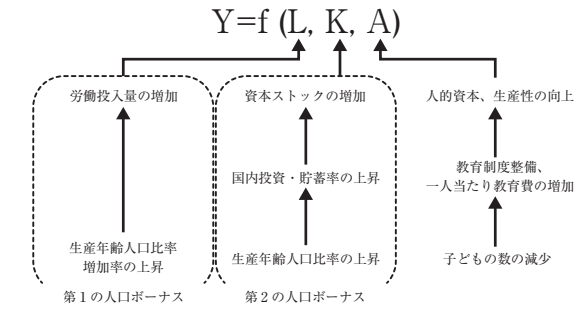 Y=f (L, K, A)
労働投入量の増加
資本ストックの増加
人的資本、生産性の向上
国内投資・貯蓄率の上昇
教育制度整備、
一人当たり教育費の増加
生産年齢人口比率
増加率の上昇
生産年齢人口比率の上昇
子どもの数の減少
第1の人口ボーナス
第2の人口ボーナス